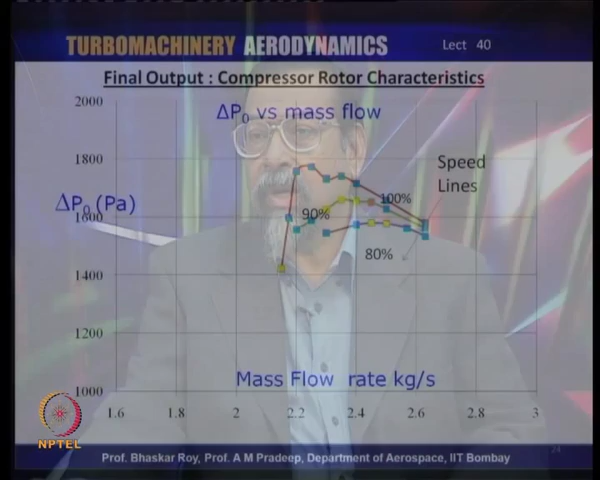 TURBOMACHINERY AERODYNAMICS Lect 40
Final Output : Compressor Rotor Characteristics
2000
ΔP0 vs mass flow
1800
Speed
Lines
ΔP0 (Pa)
100%
1600
90%
80%
1400
1200
Mass Flow rate kg/s
1000
1.6 1.8 2 2.2 2.4 2.6 2.8 3
NPTEL
Prof. Bhaskar Roy, Prof. A M Pradeep, Department of Aerospace, IIT Bombay
24